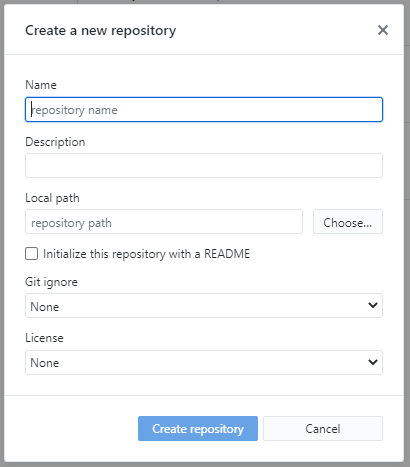 Create a new repository
Name
repository name
Description
Local path
repository path
Choose...
Initialize this repository with a README
Git ignore
None
License
None
Create repository
Cancel